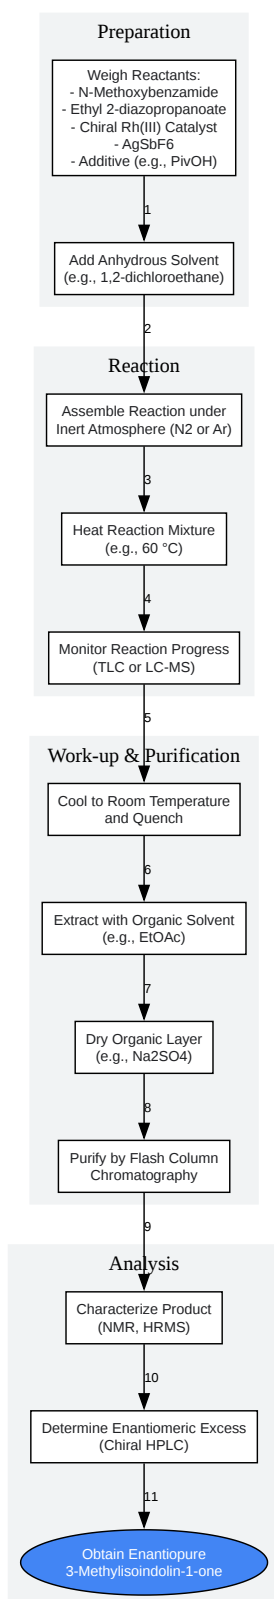 Preparation
Weigh Reactants:
- N-Methoxybenzamide
- Ethyl 2-diazopropanoate
- Chiral Rh(III) Catalyst
- AgSbF6
- Additive (e.g., PivOH)
1
Add Anhydrous Solvent
(e.g., 1,2-dichloroethane)
2
Reaction
Assemble Reaction under
Inert Atmosphere (N2 or Ar)
3
Heat Reaction Mixture
(e.g., 60 °C)
4
Monitor Reaction Progress
(TLC or LC-MS)
5
Work-up & Purification
Cool to Room Temperature
and Quench
6
Extract with Organic Solvent
(e.g., EtOAc)
7
Dry Organic Layer
(e.g., Na2SO4)
8
Purify by Flash Column
Chromatography
9
Analysis
Characterize Product
(NMR, HRMS)
10
Determine Enantiomeric Excess
(Chiral HPLC)
11
Obtain Enantiopure
3-Methylisoindolin-1-one